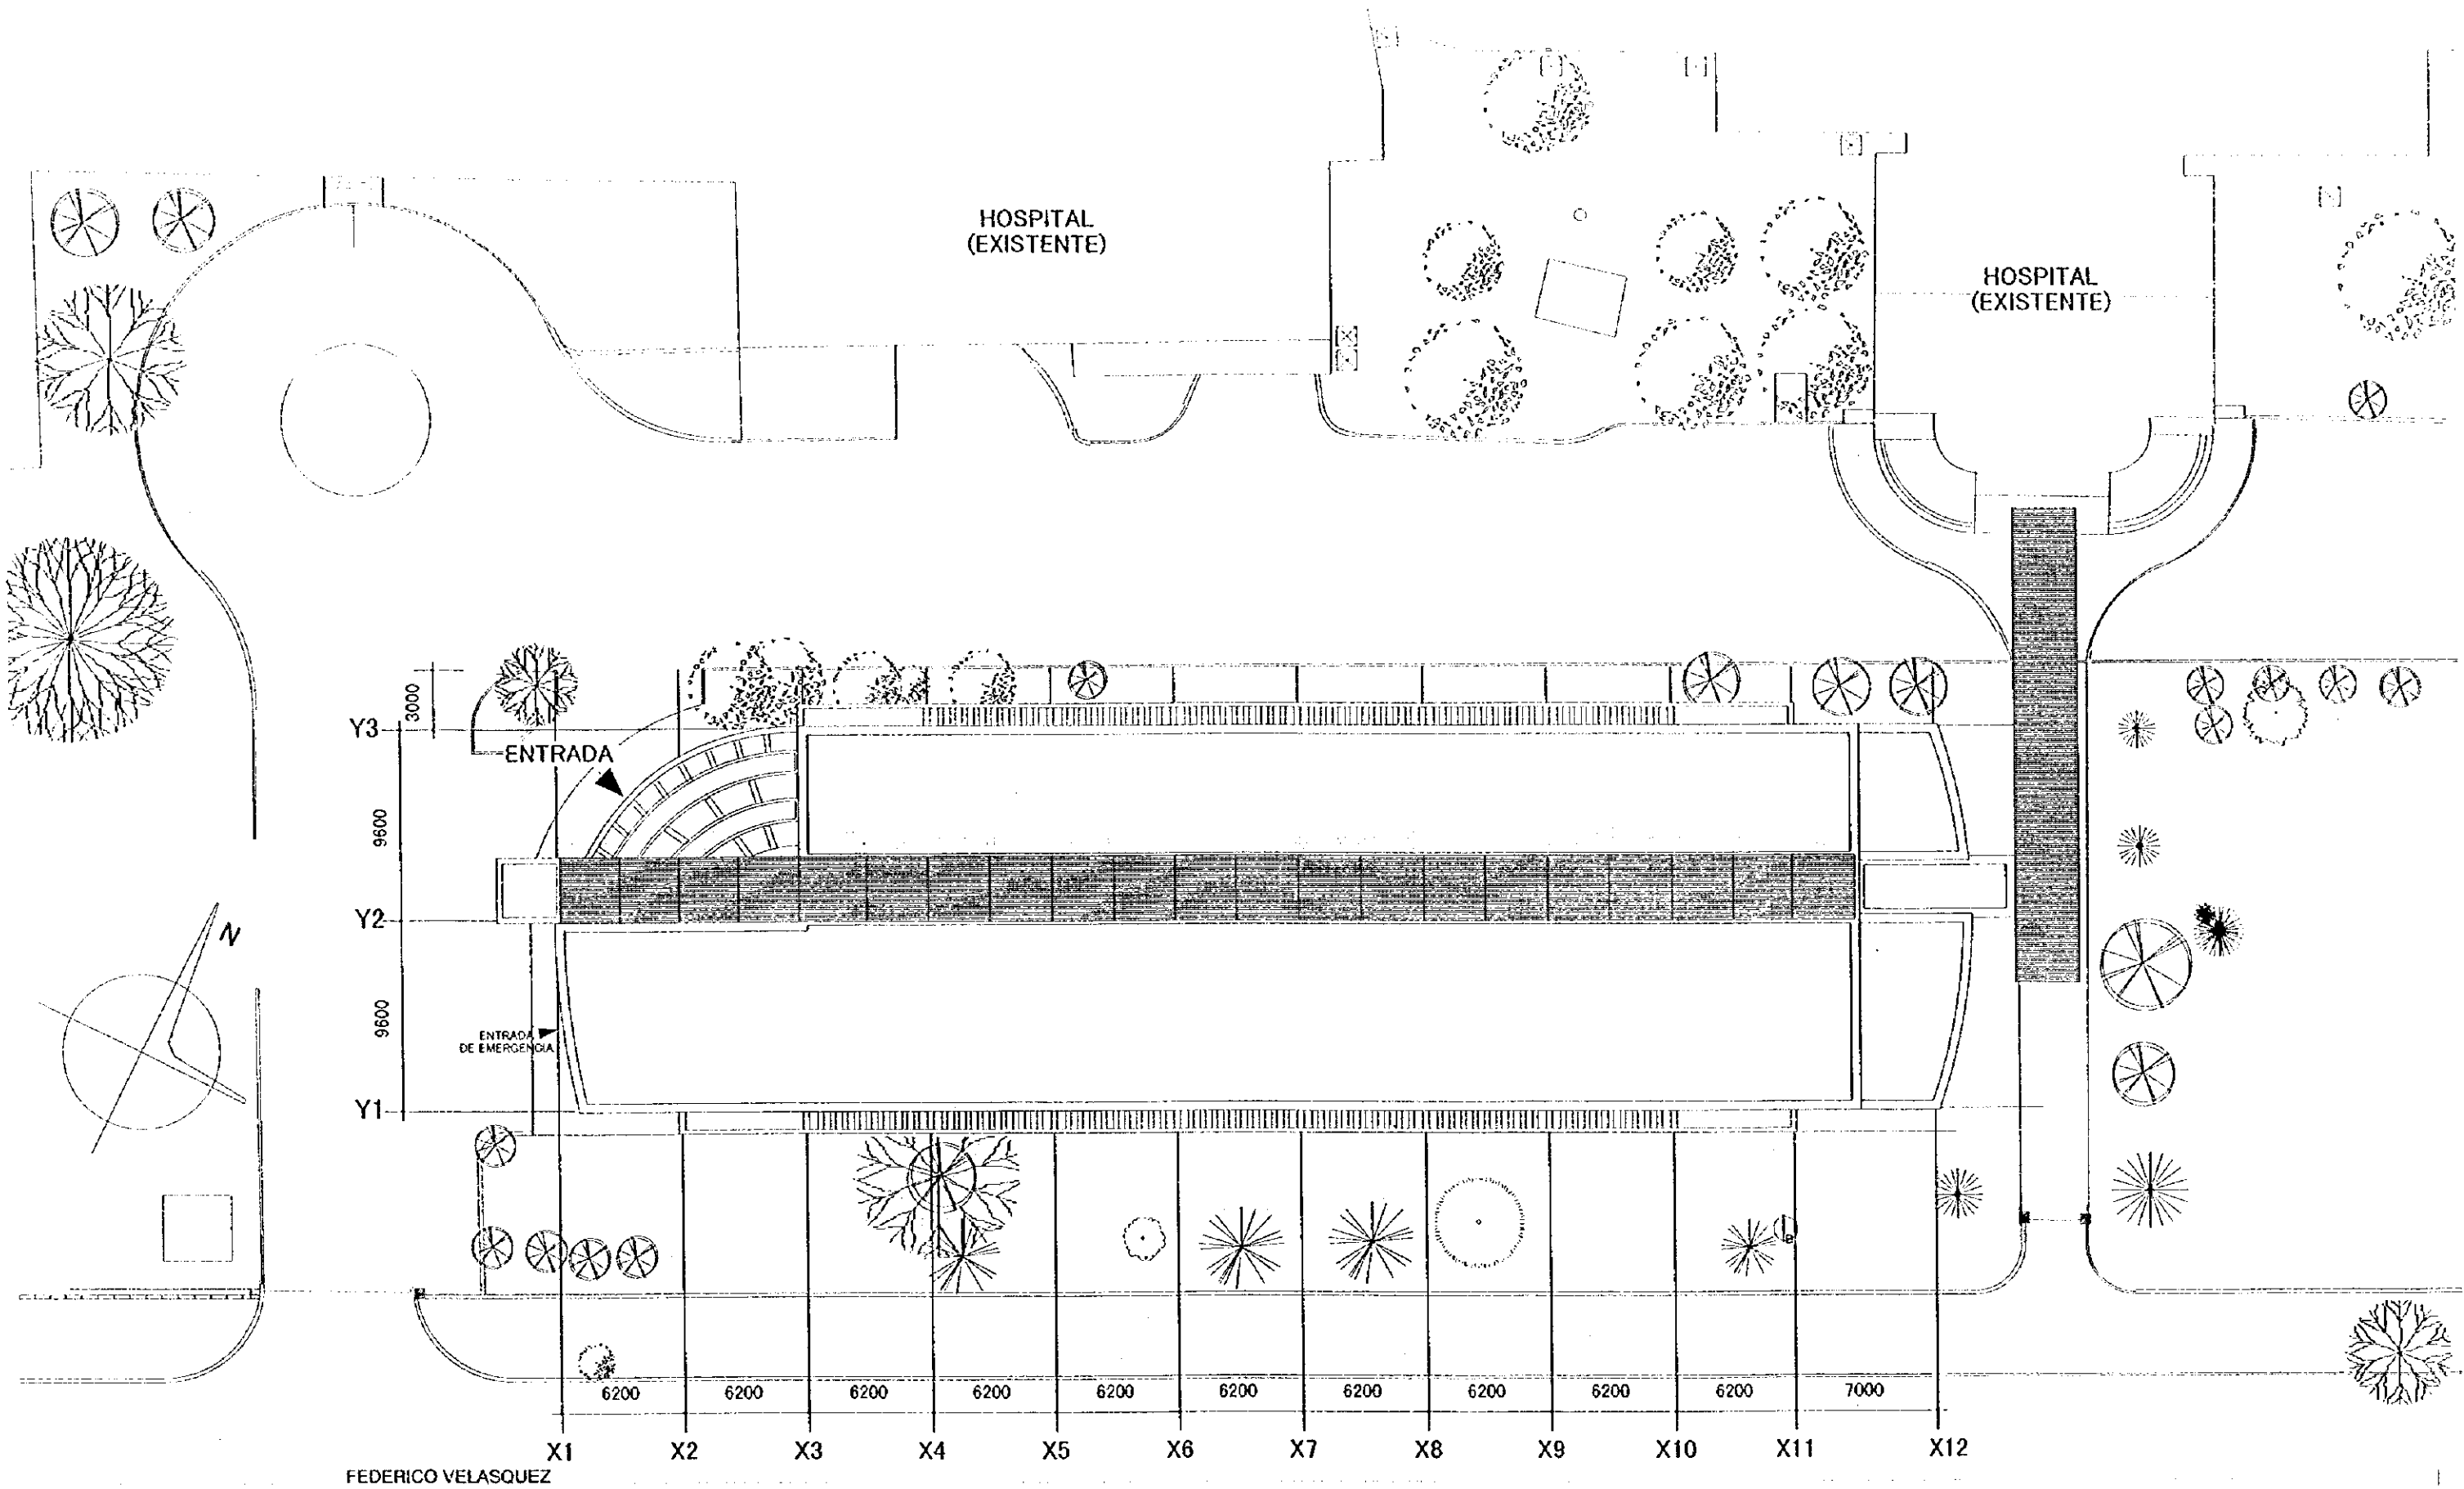 HOSPITAL
(EXISTENTE)
HOSPITAL
(EXISTENTE)
3000
Y3
ENTRADA
9600
Y2
N
9600
ENTRADA
DE EMERGENCIA
Y1
6200 6200 6200 6200 6200 6200 6200 6200 6200 6200 7000
X1 X2 X3 X4 X5 X6 X7 X8 X9 X10 X11 X12
FEDERICO VELASQUEZ